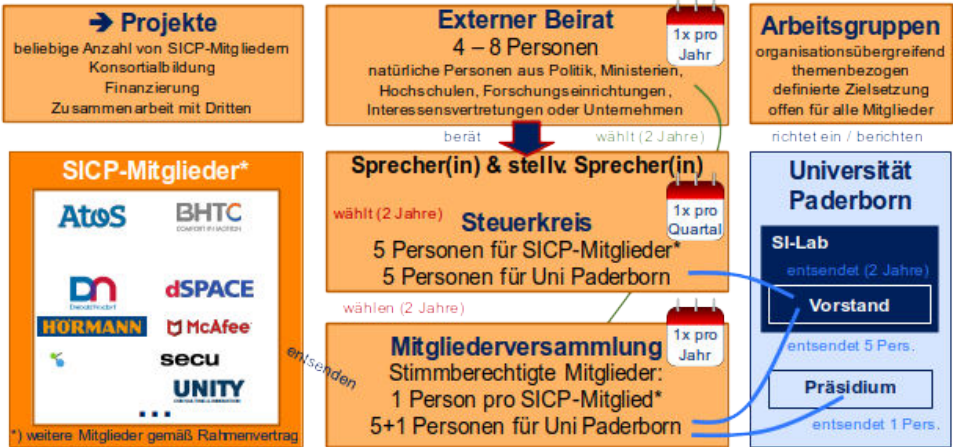 ➔ Projekte
beliebige Anzahl von SICP-Mitgliedern
Konsortialbildung
Finanzierung
Zusammenarbeit mit Dritten
Externer Beirat
4 – 8 Personen
natürliche Personen aus Politik, Ministerien,
Hochschulen, Forschungseinrichtungen,
Interessensvertretungen oder Unternehmen
1x pro
Jahr
Arbeitsgruppen
organisationsübergreifend
themenbezogen
definierte Zielsetzung
offen für alle Mitglieder
berät
wählt (2 Jahre)
richtet ein / berichten
SICP-Mitglieder*
Atos
BHTC
COMFORT IN MOTION
DN
dSPACE
HÖRMANN
McAfee
secu
UNITY
...
*) weitere Mitglieder gemäß Rahmenvertrag
Sprecher(in) & stellv. Sprecher(in)
wählt (2 Jahre)
1x pro
Quartal
Steuerkreis
5 Personen für SICP-Mitglieder*
5 Personen für Uni Paderborn
wählen (2 Jahre)
entsenden
1x pro
Jahr
Mitgliederversammlung
Stimmberechtigte Mitglieder:
1 Person pro SICP-Mitglied*
5+1 Personen für Uni Paderborn
Universität
Paderborn
SI-Lab
entsendet (2 Jahre)
Vorstand
entsendet 5 Pers.
Präsidium
entsendet 1 Pers.